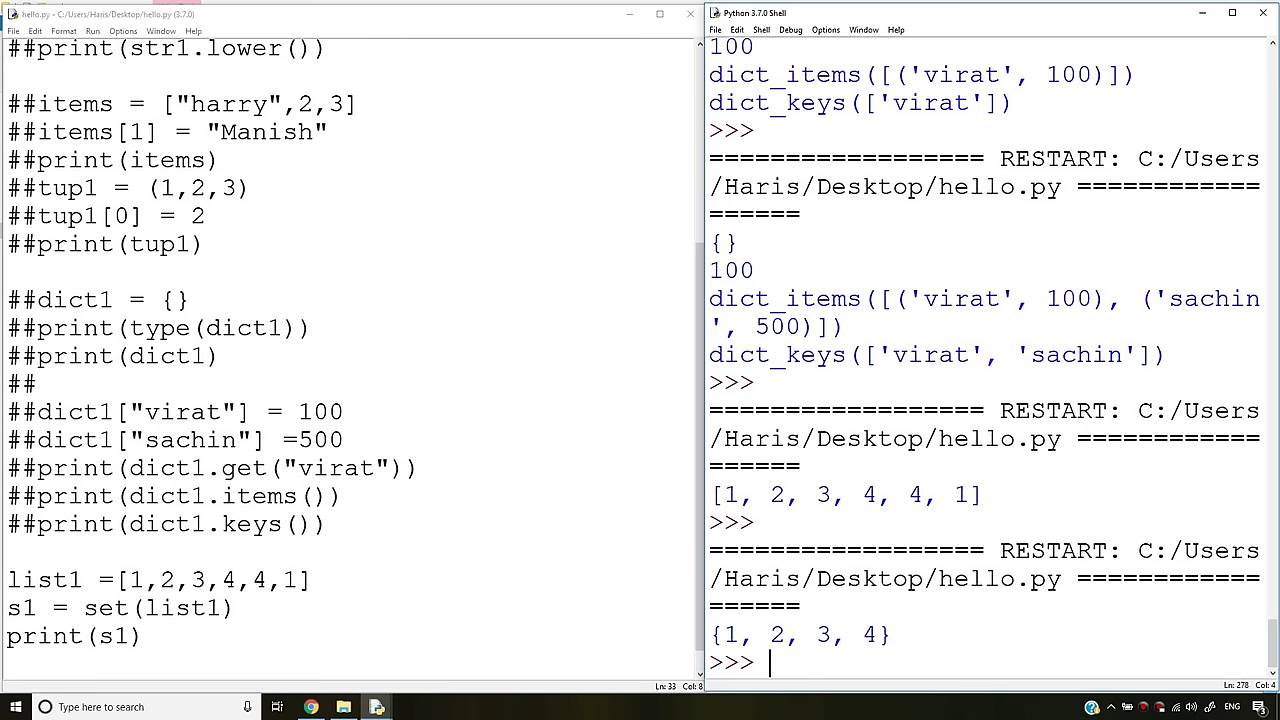 hello.py - C:/Users/Haris/Desktop/hello.py (3.7.0)
File Edit Format Run Options Window Help
##print(str1.lower())
##items = ["harry",2,3]
##items[1] = "Manish"
##print(items)
##tup1 = (1,2,3)
##tup1[0] = 2
##print(tup1)
##dict1 = {}
##print(type(dict1))
##print(dict1)
##
##dict1["virat"] = 100
##dict1["sachin"] =500
##print(dict1.get("virat"))
##print(dict1.items())
##print(dict1.keys())
list1 =[1,2,3,4,4,1]
s1 = set(list1)
print(s1)
Ln: 33 Col: 8
Python 3.7.0 Shell
File Edit Shell Debug Options Window Help
100
dict_items([('virat', 100)])
dict_keys(['virat'])
>>>
================== RESTART: C:/Users
/Haris/Desktop/hello.py ============
======
{}
100
dict_items([('virat', 100), ('sachin
', 500)])
dict_keys(['virat', 'sachin'])
>>>
================== RESTART: C:/Users
/Haris/Desktop/hello.py ============
======
[1, 2, 3, 4, 4, 1]
>>>
================== RESTART: C:/Users
/Haris/Desktop/hello.py ============
======
{1, 2, 3, 4}
>>>
Ln: 278 Col: 4
Type here to search
ENG